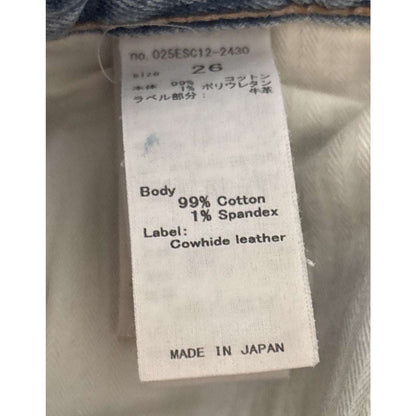 no. 025ESC12-2430
size 26
本体 99% コットン
1% ポリウレタン
ラベル部分: 牛革
Body
99% Cotton
1% Spandex
Label:
Cowhide leather
MADE IN JAPAN